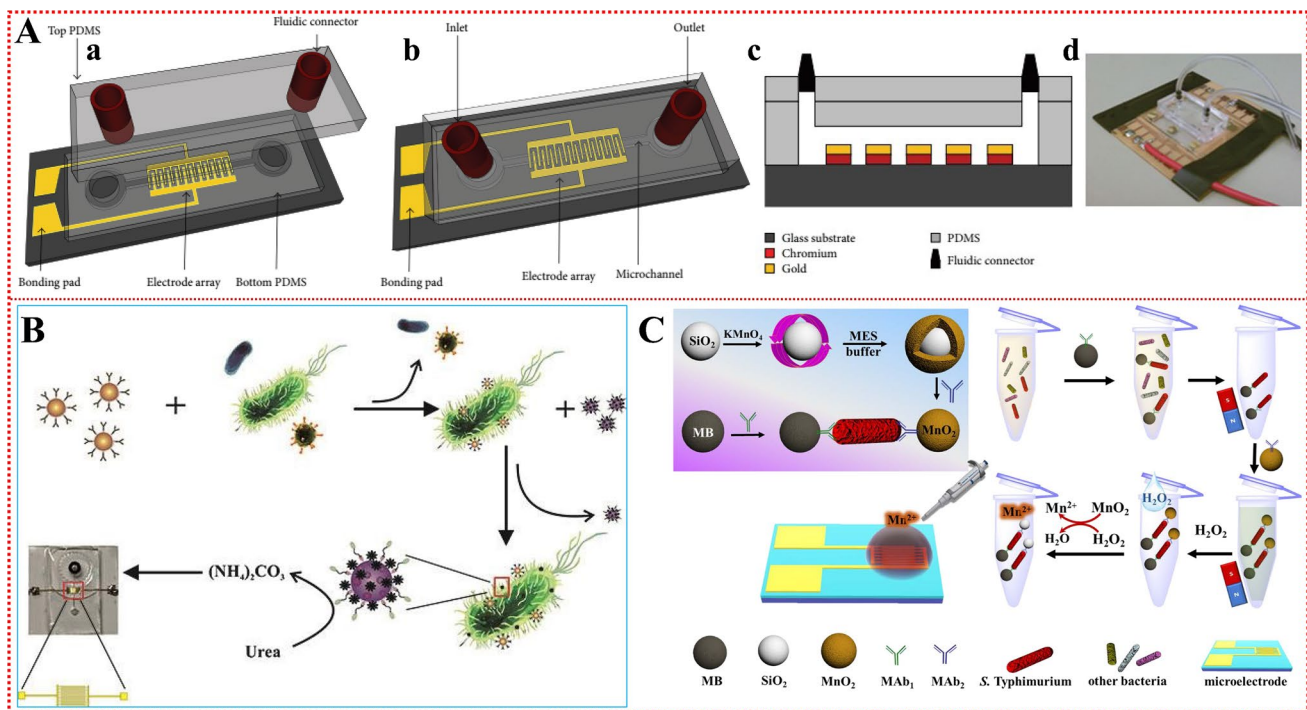 A
a
Top PDMS
Fluidic connector
Bonding pad
Electrode array
Bottom PDMS
b
Inlet
Outlet
Bonding pad
Electrode array
Microchannel
c
Glass substrate
Chromium
Gold
PDMS
Fluidic connector
d
B
+
+
(NH₄)₂CO₃
Urea
C
SiO₂
KMnO₄
MES
buffer
MB
MnO₂
S
N
Mn²⁺
H₂O₂
Mn²⁺
Mn²⁺
MnO₂
H₂O
H₂O₂
H₂O₂
S
N
MB
SiO₂
MnO₂
MAb₁
MAb₂
S. Typhimurium
other bacteria
microelectrode